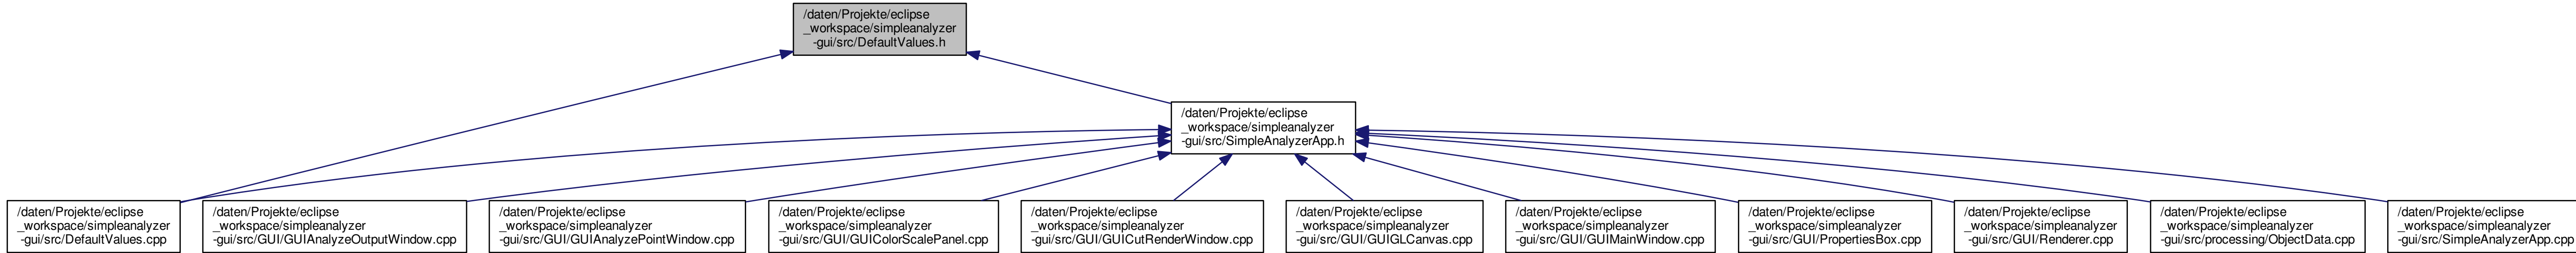 /daten/Projekte/eclipse
_workspace/simpleanalyzer
-gui/src/DefaultValues.h
/daten/Projekte/eclipse
_workspace/simpleanalyzer
-gui/src/SimpleAnalyzerApp.h
/daten/Projekte/eclipse
_workspace/simpleanalyzer
-gui/src/DefaultValues.cpp
/daten/Projekte/eclipse
_workspace/simpleanalyzer
-gui/src/GUI/GUIAnalyzeOutputWindow.cpp
/daten/Projekte/eclipse
_workspace/simpleanalyzer
-gui/src/GUI/GUIAnalyzePointWindow.cpp
/daten/Projekte/eclipse
_workspace/simpleanalyzer
-gui/src/GUI/GUIColorScalePanel.cpp
/daten/Projekte/eclipse
_workspace/simpleanalyzer
-gui/src/GUI/GUICutRenderWindow.cpp
/daten/Projekte/eclipse
_workspace/simpleanalyzer
-gui/src/GUI/GUIGLCanvas.cpp
/daten/Projekte/eclipse
_workspace/simpleanalyzer
-gui/src/GUI/GUIMainWindow.cpp
/daten/Projekte/eclipse
_workspace/simpleanalyzer
-gui/src/GUI/PropertiesBox.cpp
/daten/Projekte/eclipse
_workspace/simpleanalyzer
-gui/src/GUI/Renderer.cpp
/daten/Projekte/eclipse
_workspace/simpleanalyzer
-gui/src/processing/ObjectData.cpp
/daten/Projekte/eclipse
_workspace/simpleanalyzer
-gui/src/SimpleAnalyzerApp.cpp